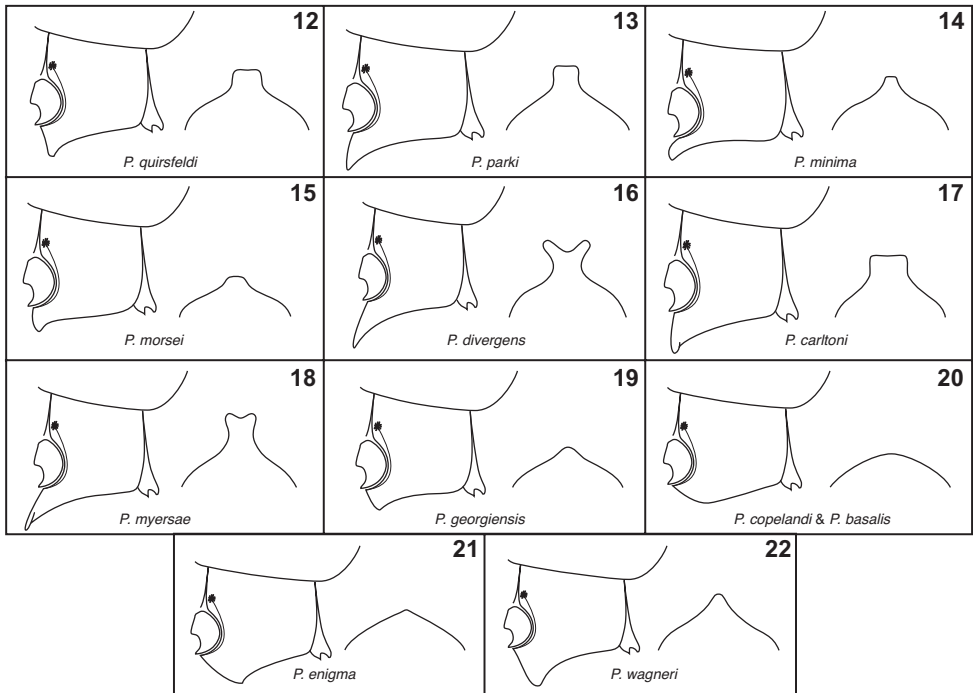 12
P. quirsfeldi
13
P. parki
14
P. minima
15
P. morsei
16
P. divergens
17
P. carltoni
18
P. myersae
19
P. georgiensis
20
P. copelandi & P. basalis
21
P. enigma
22
P. wagneri